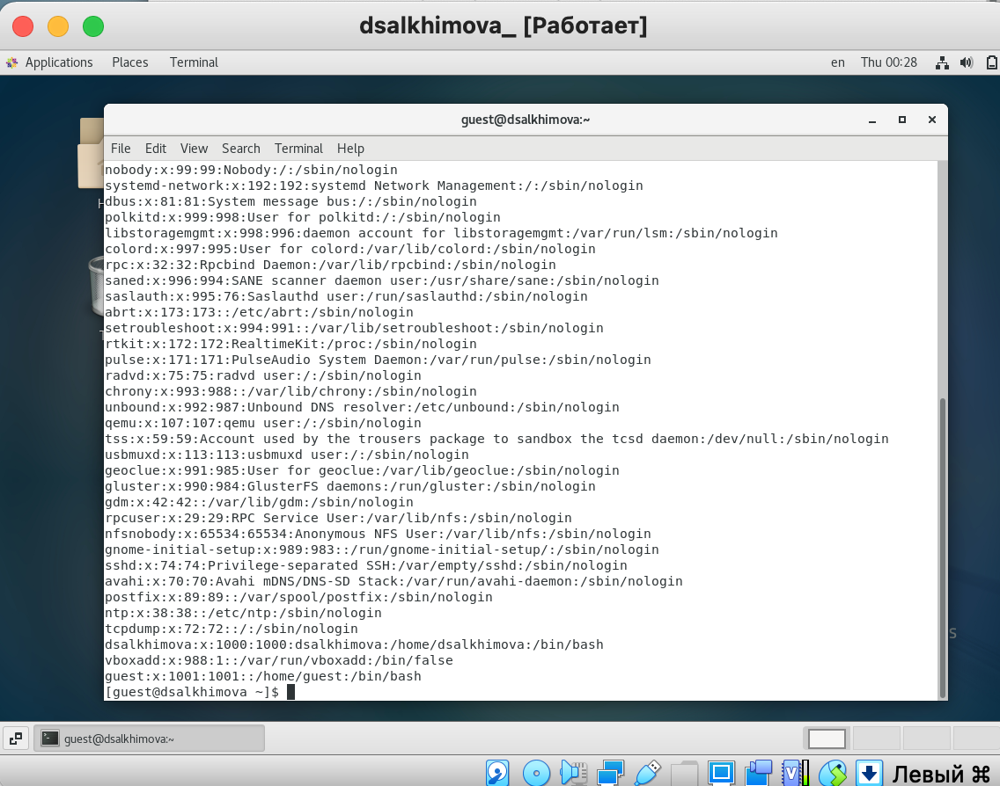 dsalkhimova_ [Работает]
Applications Places Terminal en Thu 00:28
guest@dsalkhimova:~
File Edit View Search Terminal Help
nobody:x:99:99:Nobody:/:/sbin/nologin
systemd-network:x:192:192:systemd Network Management:/:/sbin/nologin
dbus:x:81:81:System message bus:/:/sbin/nologin
polkitd:x:999:998:User for polkitd:/:/sbin/nologin
libstoragemgmt:x:998:996:daemon account for libstoragemgmt:/var/run/lsm:/sbin/nologin
colord:x:997:995:User for colord:/var/lib/colord:/sbin/nologin
rpc:x:32:32:Rpcbind Daemon:/var/lib/rpcbind:/sbin/nologin
saned:x:996:994:SANE scanner daemon user:/usr/share/sane:/sbin/nologin
saslauth:x:995:76:Saslauthd user:/run/saslauthd:/sbin/nologin
abrt:x:173:173::/etc/abrt:/sbin/nologin
setroubleshoot:x:994:991::/var/lib/setroubleshoot:/sbin/nologin
rtkit:x:172:172:RealtimeKit:/proc:/sbin/nologin
pulse:x:171:171:PulseAudio System Daemon:/var/run/pulse:/sbin/nologin
radvd:x:75:75:radvd user:/:/sbin/nologin
chrony:x:993:988::/var/lib/chrony:/sbin/nologin
unbound:x:992:987:Unbound DNS resolver:/etc/unbound:/sbin/nologin
qemu:x:107:107:qemu user:/:/sbin/nologin
tss:x:59:59:Account used by the trousers package to sandbox the tcsd daemon:/dev/null:/sbin/nologin
usbmuxd:x:113:113:usbmuxd user:/:/sbin/nologin
geoclue:x:991:985:User for geoclue:/var/lib/geoclue:/sbin/nologin
gluster:x:990:984:GlusterFS daemons:/run/gluster:/sbin/nologin
gdm:x:42:42::/var/lib/gdm:/sbin/nologin
rpcuser:x:29:29:RPC Service User:/var/lib/nfs:/sbin/nologin
nfsnobody:x:65534:65534:Anonymous NFS User:/var/lib/nfs:/sbin/nologin
gnome-initial-setup:x:989:983::/run/gnome-initial-setup/:/sbin/nologin
sshd:x:74:74:Privilege-separated SSH:/var/empty/sshd:/sbin/nologin
avahi:x:70:70:Avahi mDNS/DNS-SD Stack:/var/run/avahi-daemon:/sbin/nologin
postfix:x:89:89::/var/spool/postfix:/sbin/nologin
ntp:x:38:38::/etc/ntp:/sbin/nologin
tcpdump:x:72:72::/:/sbin/nologin
dsalkhimova:x:1000:1000:dsalkhimova:/home/dsalkhimova:/bin/bash
vboxadd:x:988:1::/var/run/vboxadd:/bin/false
guest:x:1001:1001::/home/guest:/bin/bash
[guest@dsalkhimova ~]$
guest@dsalkhimova:~
Левый ⌘